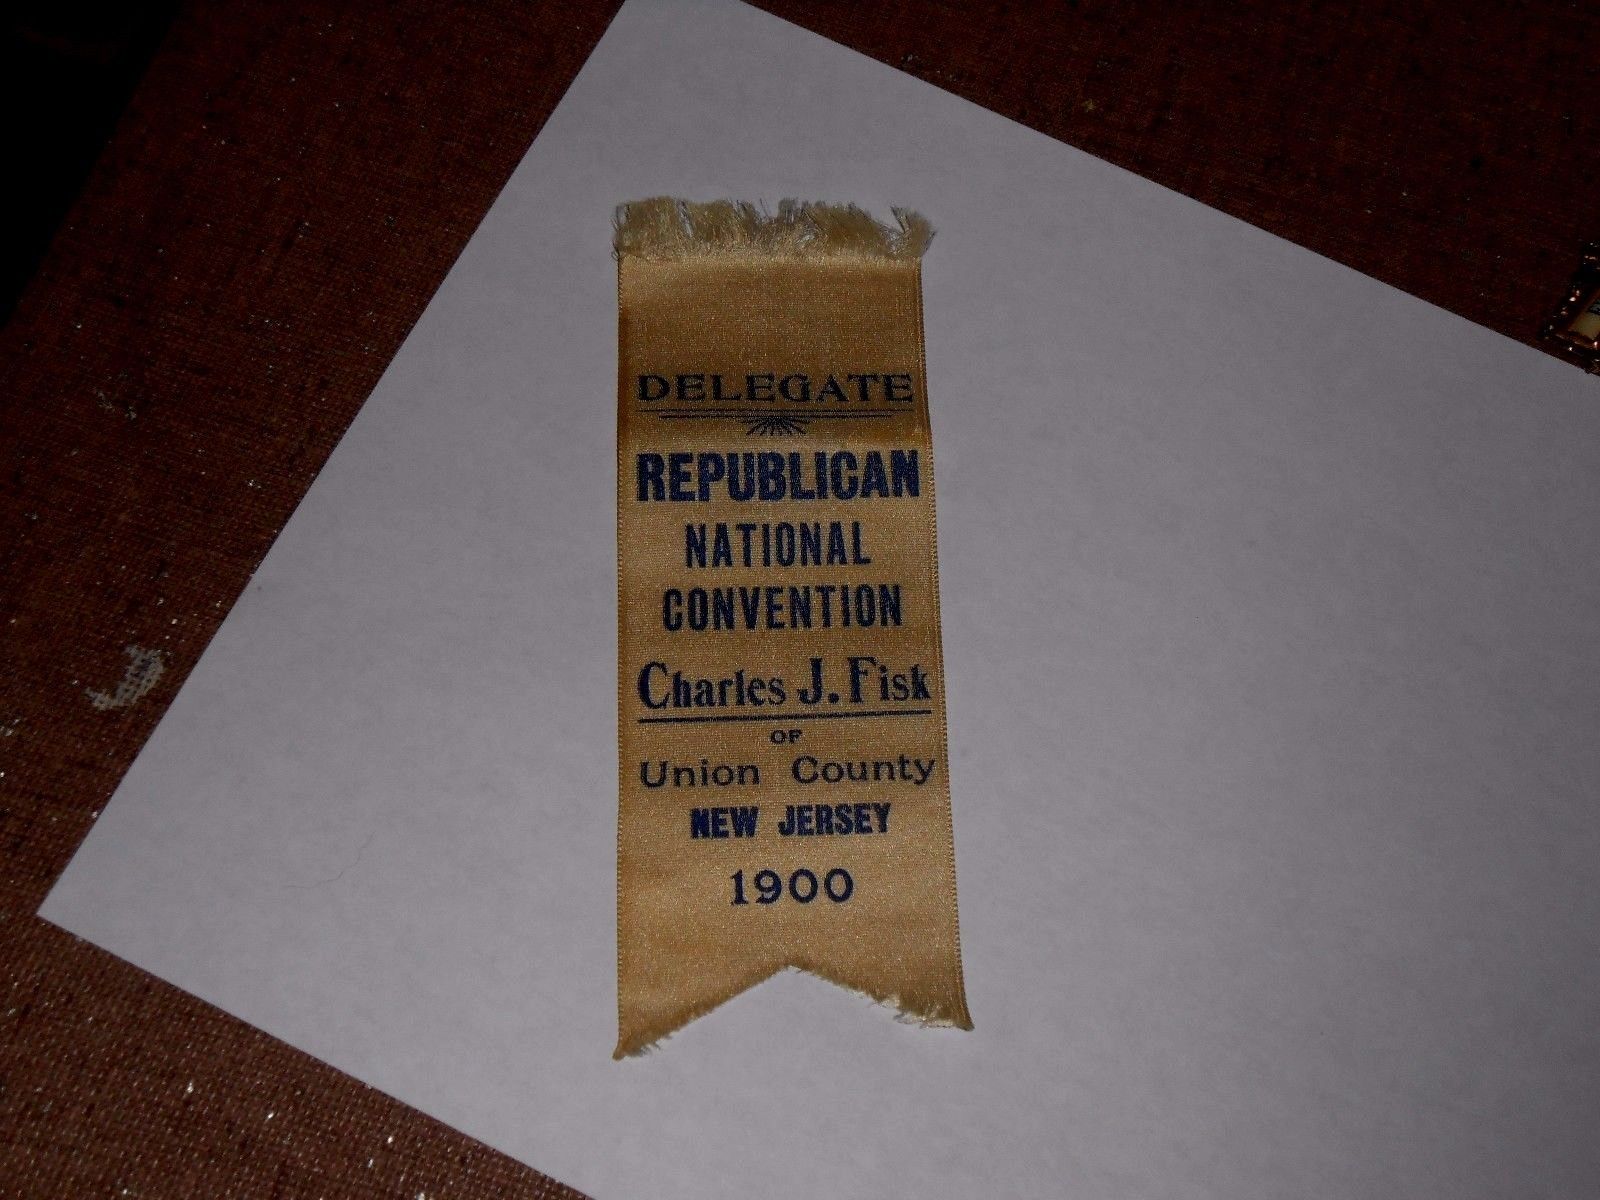 DELEGATE
REPUBLICAN
NATIONAL
CONVENTION
Charles J. Fisk
OF
Union County
NEW JERSEY
1900